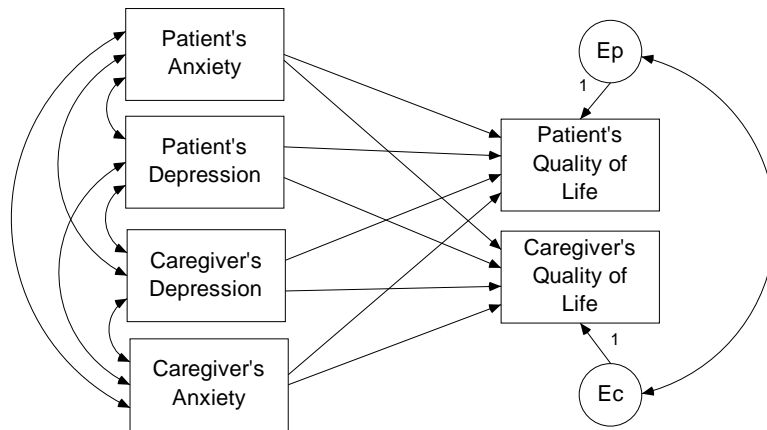 Patient's
Anxiety
Patient's
Depression
Caregiver's
Depression
Caregiver's
Anxiety
Ep
1
Patient's
Quality of
Life
Caregiver's
Quality of
Life
1
Ec